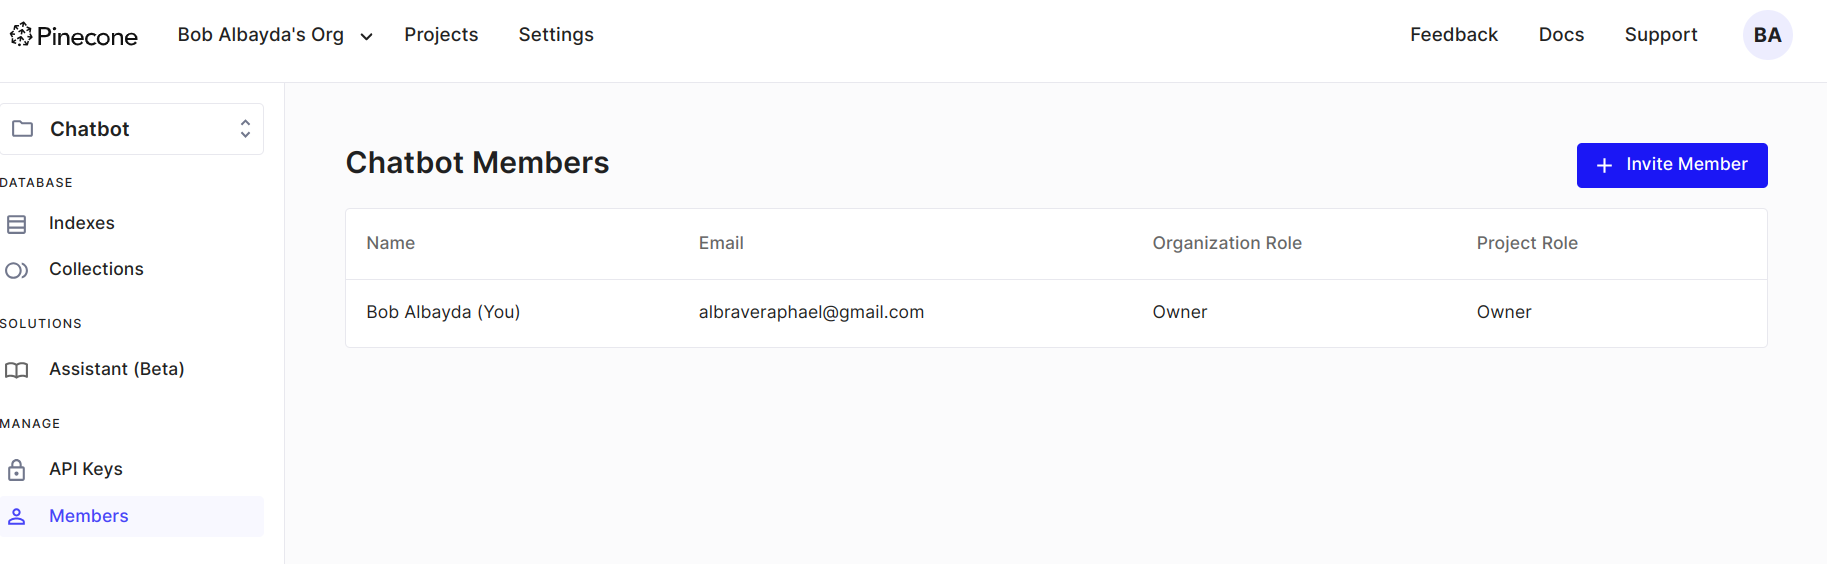 Pinecone Bob Albayda's Org Projects Settings Feedback Docs Support BA
Chatbot
DATABASE
Indexes
Collections
SOLUTIONS
Assistant (Beta)
MANAGE
API Keys
Members
Chatbot Members
+ Invite Member
Name Email Organization Role Project Role
Bob Albayda (You) albraveraphael@gmail.com Owner Owner